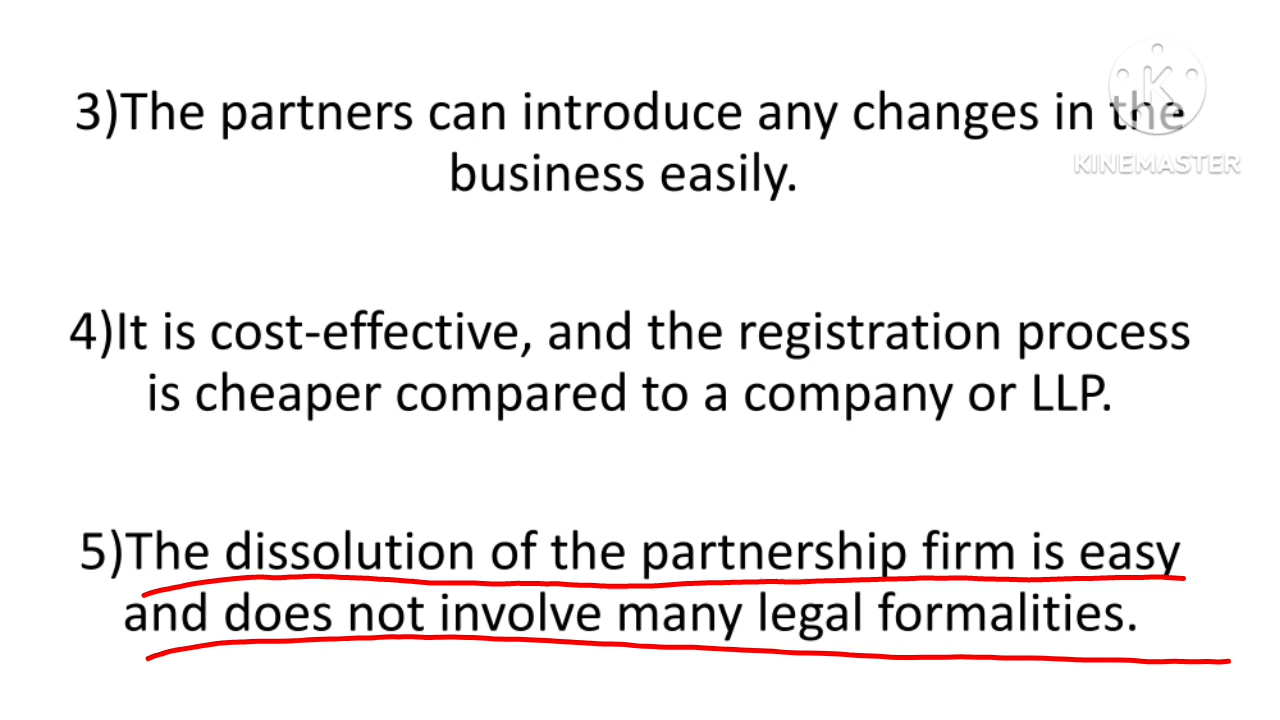 3)The partners can introduce any changes in the
business easily.
4)It is cost-effective, and the registration process
is cheaper compared to a company or LLP.
5)The dissolution of the partnership firm is easy
and does not involve many legal formalities.
K
KINEMASTER